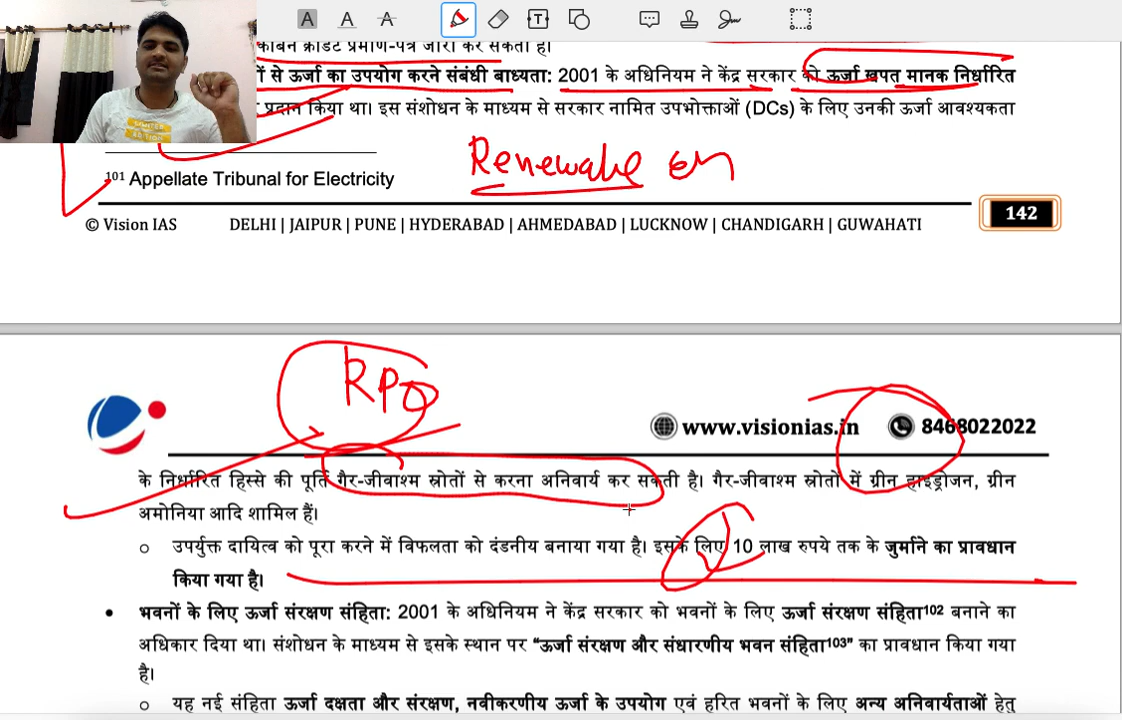 A A A T
LIMITED
EDITION
कार्बन क्रेडिट प्रमाण-पत्र जारी कर सकता है।
ों से ऊर्जा का उपयोग करने संबंधी बाध्यता: 2001 के अधिनियम ने केंद्र सरकार को ऊर्जा खपत मानक निर्धारित
प्रदान किया था। इस संशोधन के माध्यम से सरकार नामित उपभोक्ताओं (DCs) के लिए उनकी ऊर्जा आवश्यकता
101 Appellate Tribunal for Electricity
© Vision IAS DELHI | JAIPUR | PUNE | HYDERABAD | AHMEDABAD | LUCKNOW | CHANDIGARH | GUWAHATI 142
RPO
www.visionias.in 8468022022
के निर्धारित हिस्से की पूर्ति गैर-जीवाश्म स्रोतों से करना अनिवार्य कर सकती है। गैर-जीवाश्म स्रोतों में ग्रीन हाइड्रोजन, ग्रीन
अमोनिया आदि शामिल हैं।
o उपर्युक्त दायित्व को पूरा करने में विफलता को दंडनीय बनाया गया है। इसके लिए 10 लाख रुपये तक के जुर्माने का प्रावधान
किया गया है।
• भवनों के लिए ऊर्जा संरक्षण संहिता: 2001 के अधिनियम ने केंद्र सरकार को भवनों के लिए ऊर्जा संरक्षण संहिता102 बनाने का
अधिकार दिया था। संशोधन के माध्यम से इसके स्थान पर “ऊर्जा संरक्षण और संधारणीय भवन संहिता103” का प्रावधान किया गया
है।
o यह नई संहिता ऊर्जा दक्षता और संरक्षण, नवीकरणीय ऊर्जा के उपयोग एवं हरित भवनों के लिए अन्य अनिवार्यताओं हेतु